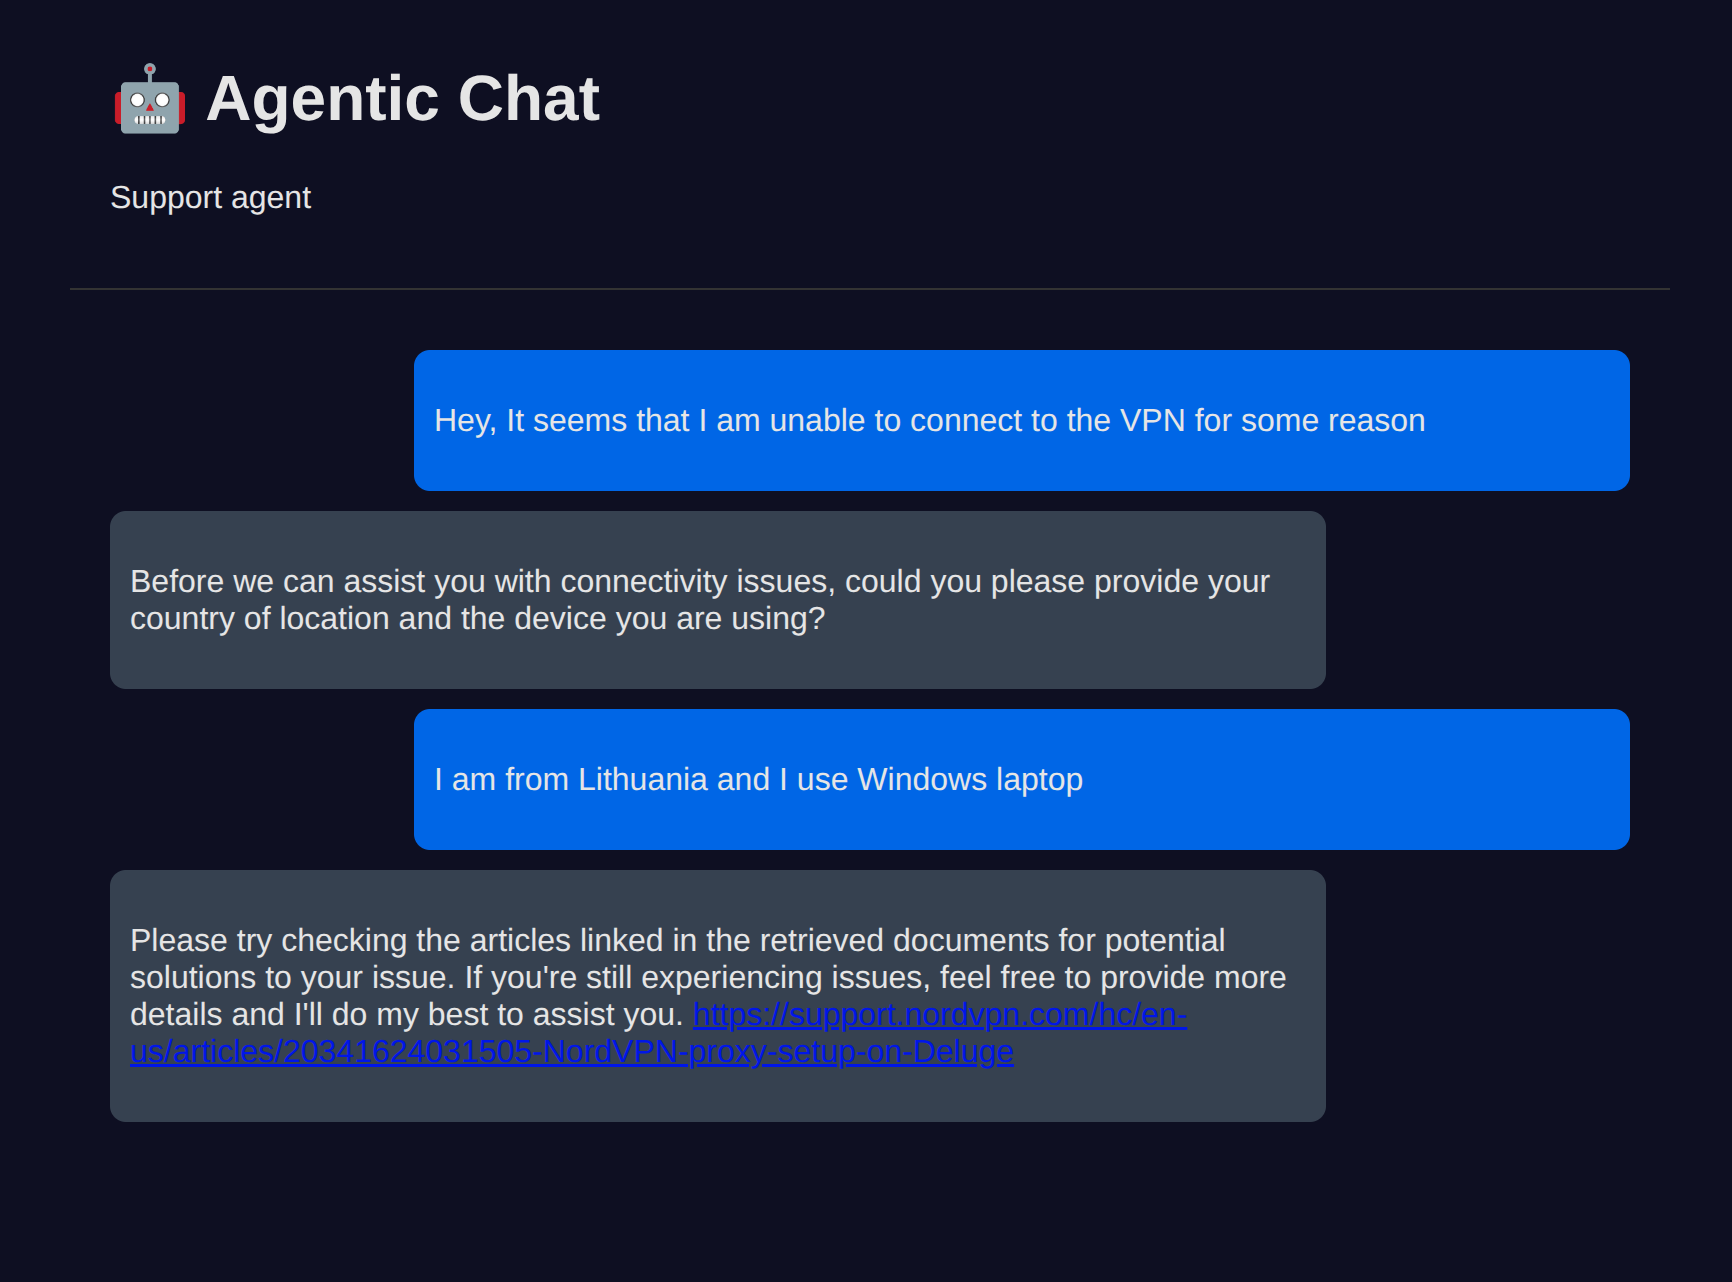 Agentic Chat
Support agent
Hey, It seems that I am unable to connect to the VPN for some reason
Before we can assist you with connectivity issues, could you please provide your
country of location and the device you are using?
I am from Lithuania and I use Windows laptop
Please try checking the articles linked in the retrieved documents for potential
solutions to your issue. If you're still experiencing issues, feel free to provide more
details and I'll do my best to assist you. https://support.nordvpn.com/hc/en-
us/articles/20341624031505-NordVPN-proxy-setup-on-Deluge